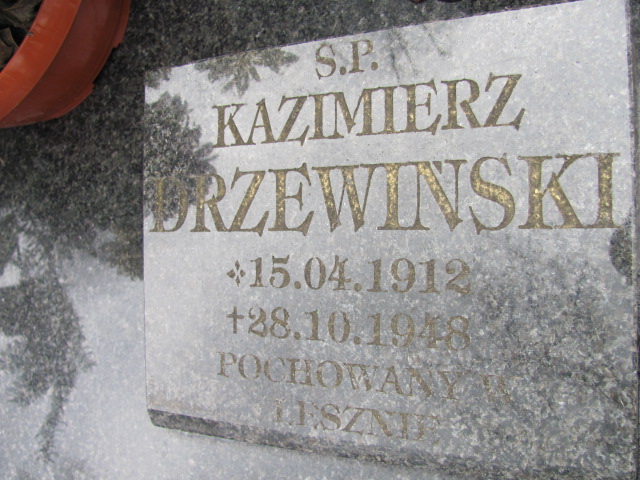 Ś.P.
KAZIMIERZ
DRZEWIŃSKI
15.04.1912
✝28.10.1948
POCHOWANY W
LESZNIE